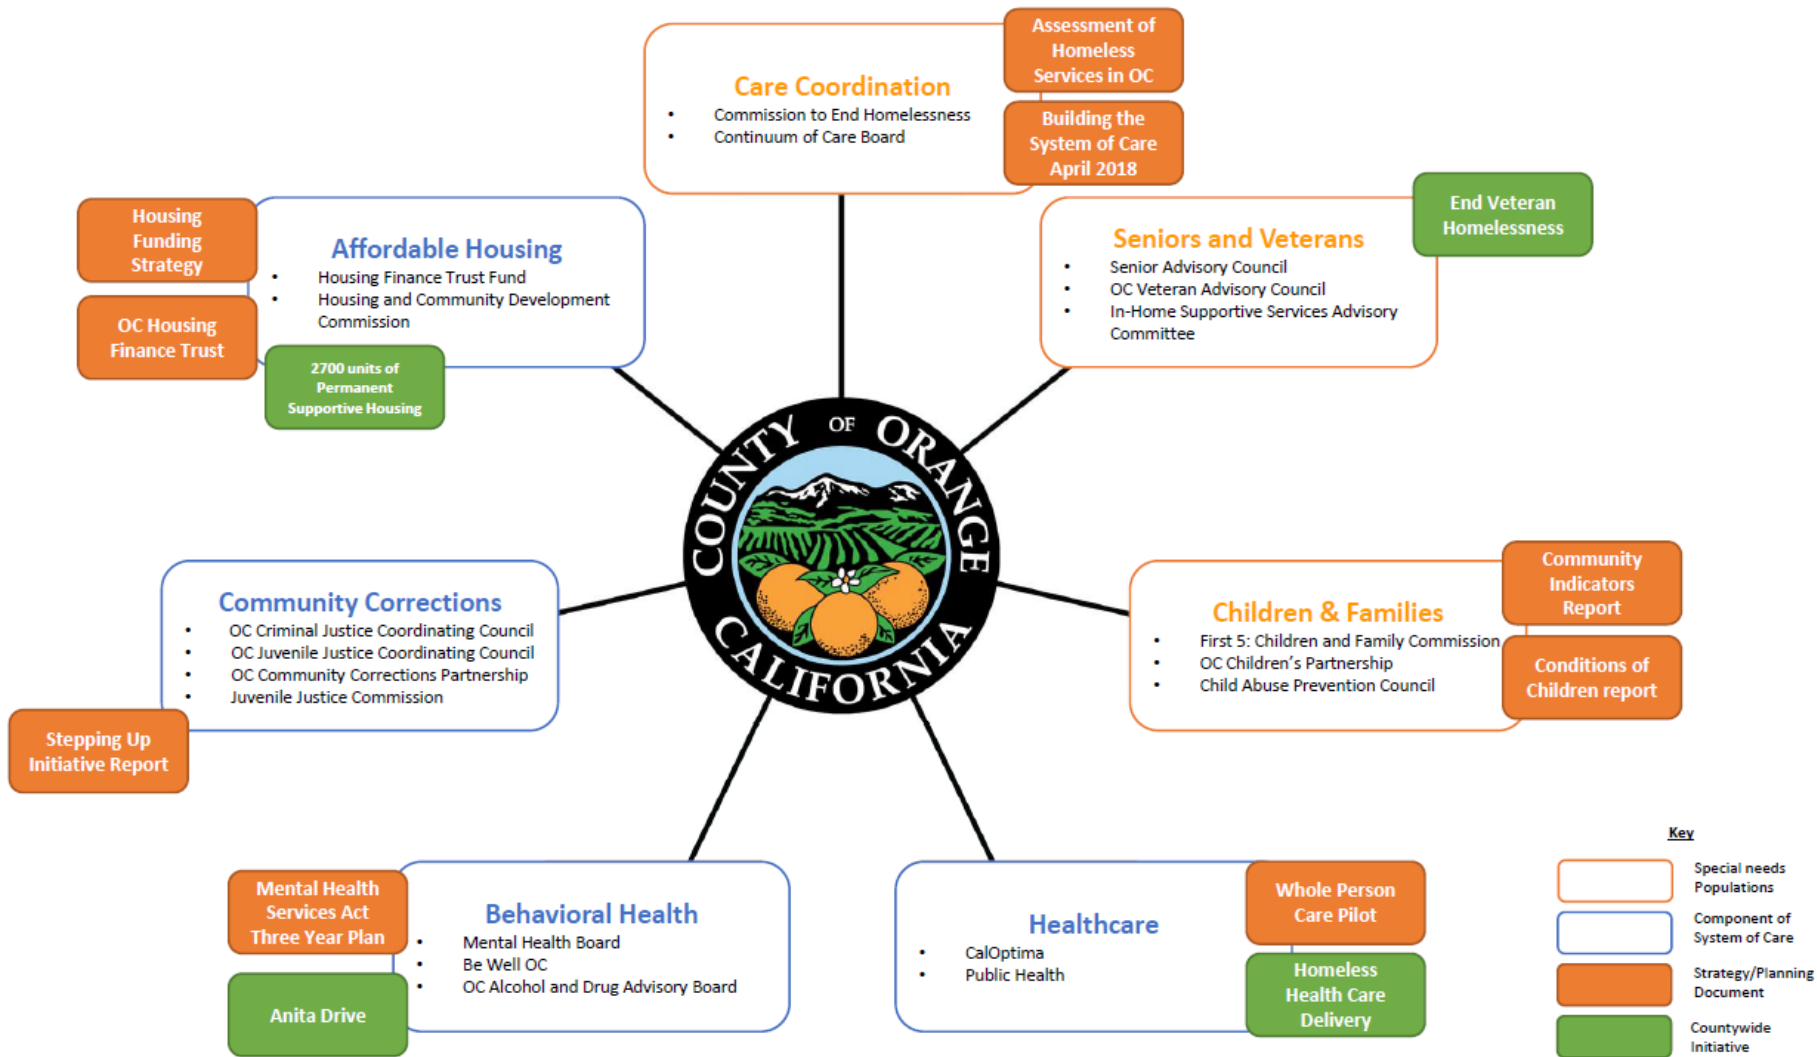 Care Coordination
• Commission to End Homelessness
• Continuum of Care Board
Assessment of
Homeless
Services in OC
Building the
System of Care
April 2018
Housing
Funding
Strategy
OC Housing
Finance Trust
Affordable Housing
• Housing Finance Trust Fund
• Housing and Community Development
Commission
2700 units of
Permanent
Supportive Housing
Seniors and Veterans
• Senior Advisory Council
• OC Veteran Advisory Council
• In-Home Supportive Services Advisory
Committee
End Veteran
Homelessness
COUNTY OF ORANGE
CALIFORNIA
Community Corrections
• OC Criminal Justice Coordinating Council
• OC Juvenile Justice Coordinating Council
• OC Community Corrections Partnership
• Juvenile Justice Commission
Stepping Up
Initiative Report
Children & Families
• First 5: Children and Family Commission
• OC Children's Partnership
• Child Abuse Prevention Council
Community
Indicators
Report
Conditions of
Children report
Mental Health
Services Act
Three Year Plan
Anita Drive
Behavioral Health
• Mental Health Board
• Be Well OC
• OC Alcohol and Drug Advisory Board
Healthcare
• CalOptima
• Public Health
Whole Person
Care Pilot
Homeless
Health Care
Delivery
Key
Special needs
Populations
Component of
System of Care
Strategy/Planning
Document
Countywide
Initiative